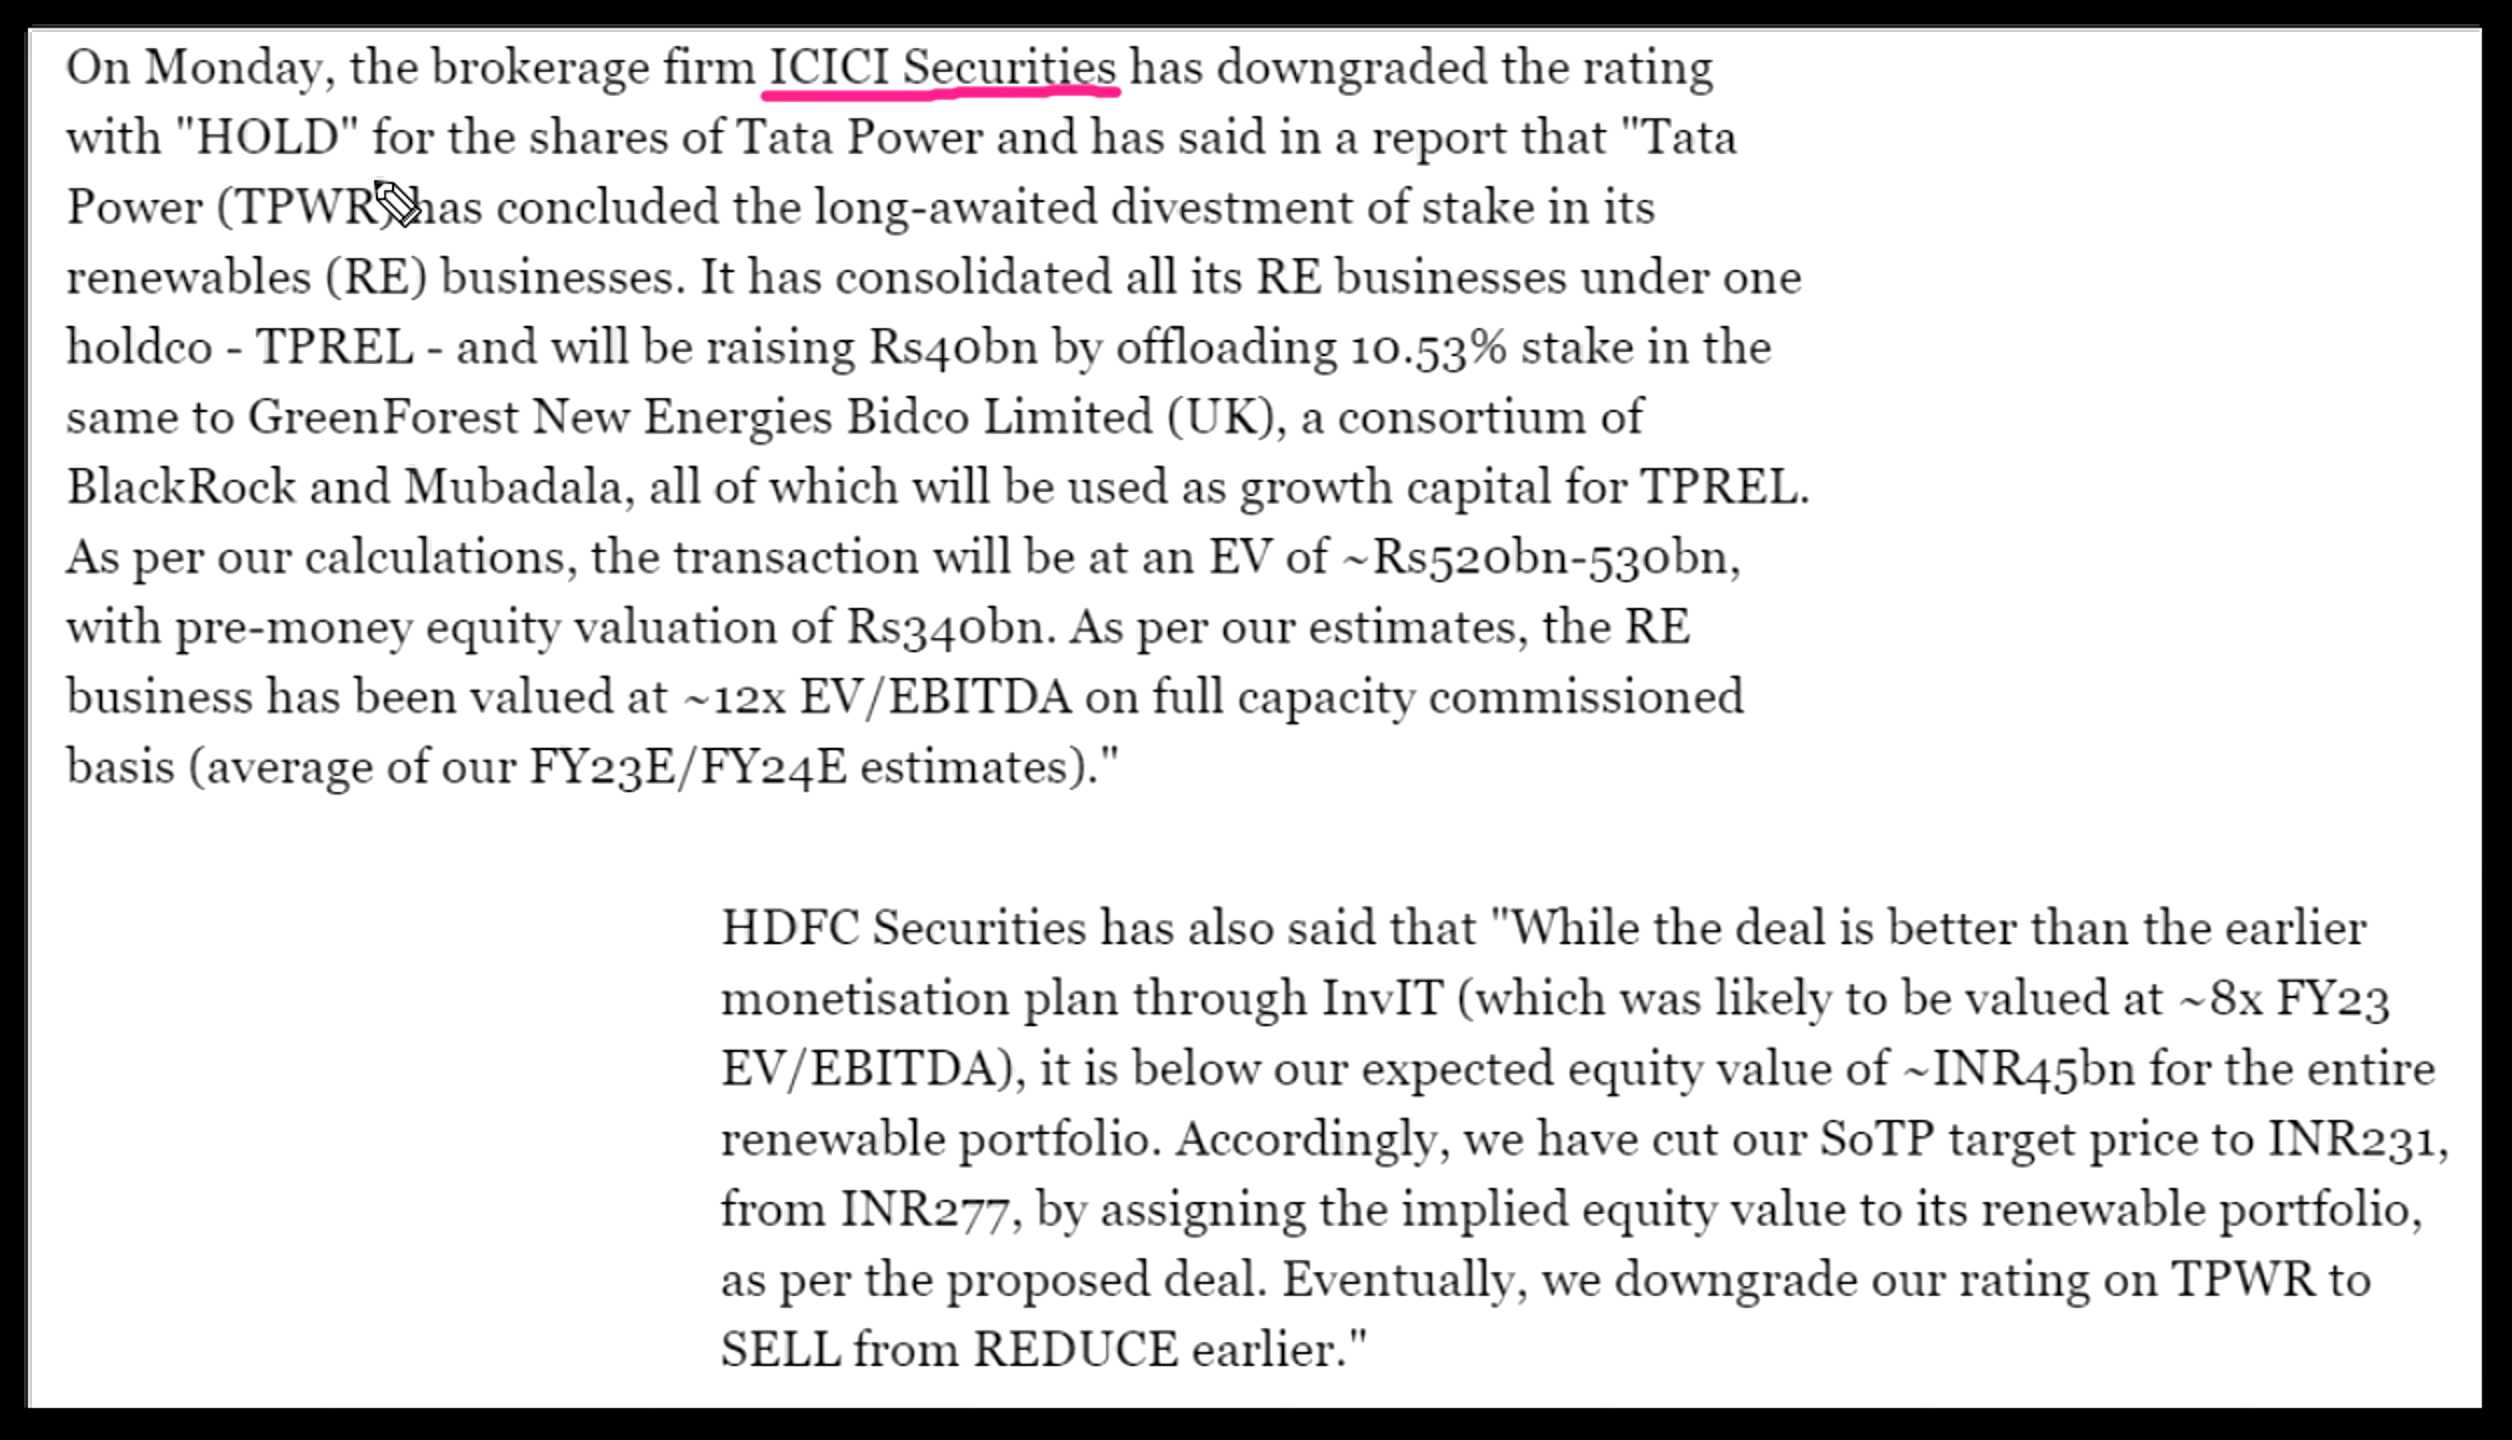 On Monday, the brokerage firm ICICI Securities has downgraded the rating
with "HOLD" for the shares of Tata Power and has said in a report that "Tata
Power (TPWR) has concluded the long-awaited divestment of stake in its
renewables (RE) businesses. It has consolidated all its RE businesses under one
holdco - TPREL - and will be raising Rs40bn by offloading 10.53% stake in the
same to GreenForest New Energies Bidco Limited (UK), a consortium of
BlackRock and Mubadala, all of which will be used as growth capital for TPREL.
As per our calculations, the transaction will be at an EV of ~Rs520bn-530bn,
with pre-money equity valuation of Rs340bn. As per our estimates, the RE
business has been valued at ~12x EV/EBITDA on full capacity commissioned
basis (average of our FY23E/FY24E estimates)."
HDFC Securities has also said that "While the deal is better than the earlier
monetisation plan through InvIT (which was likely to be valued at ~8x FY23
EV/EBITDA), it is below our expected equity value of ~INR45bn for the entire
renewable portfolio. Accordingly, we have cut our SoTP target price to INR231,
from INR277, by assigning the implied equity value to its renewable portfolio,
as per the proposed deal. Eventually, we downgrade our rating on TPWR to
SELL from REDUCE earlier."